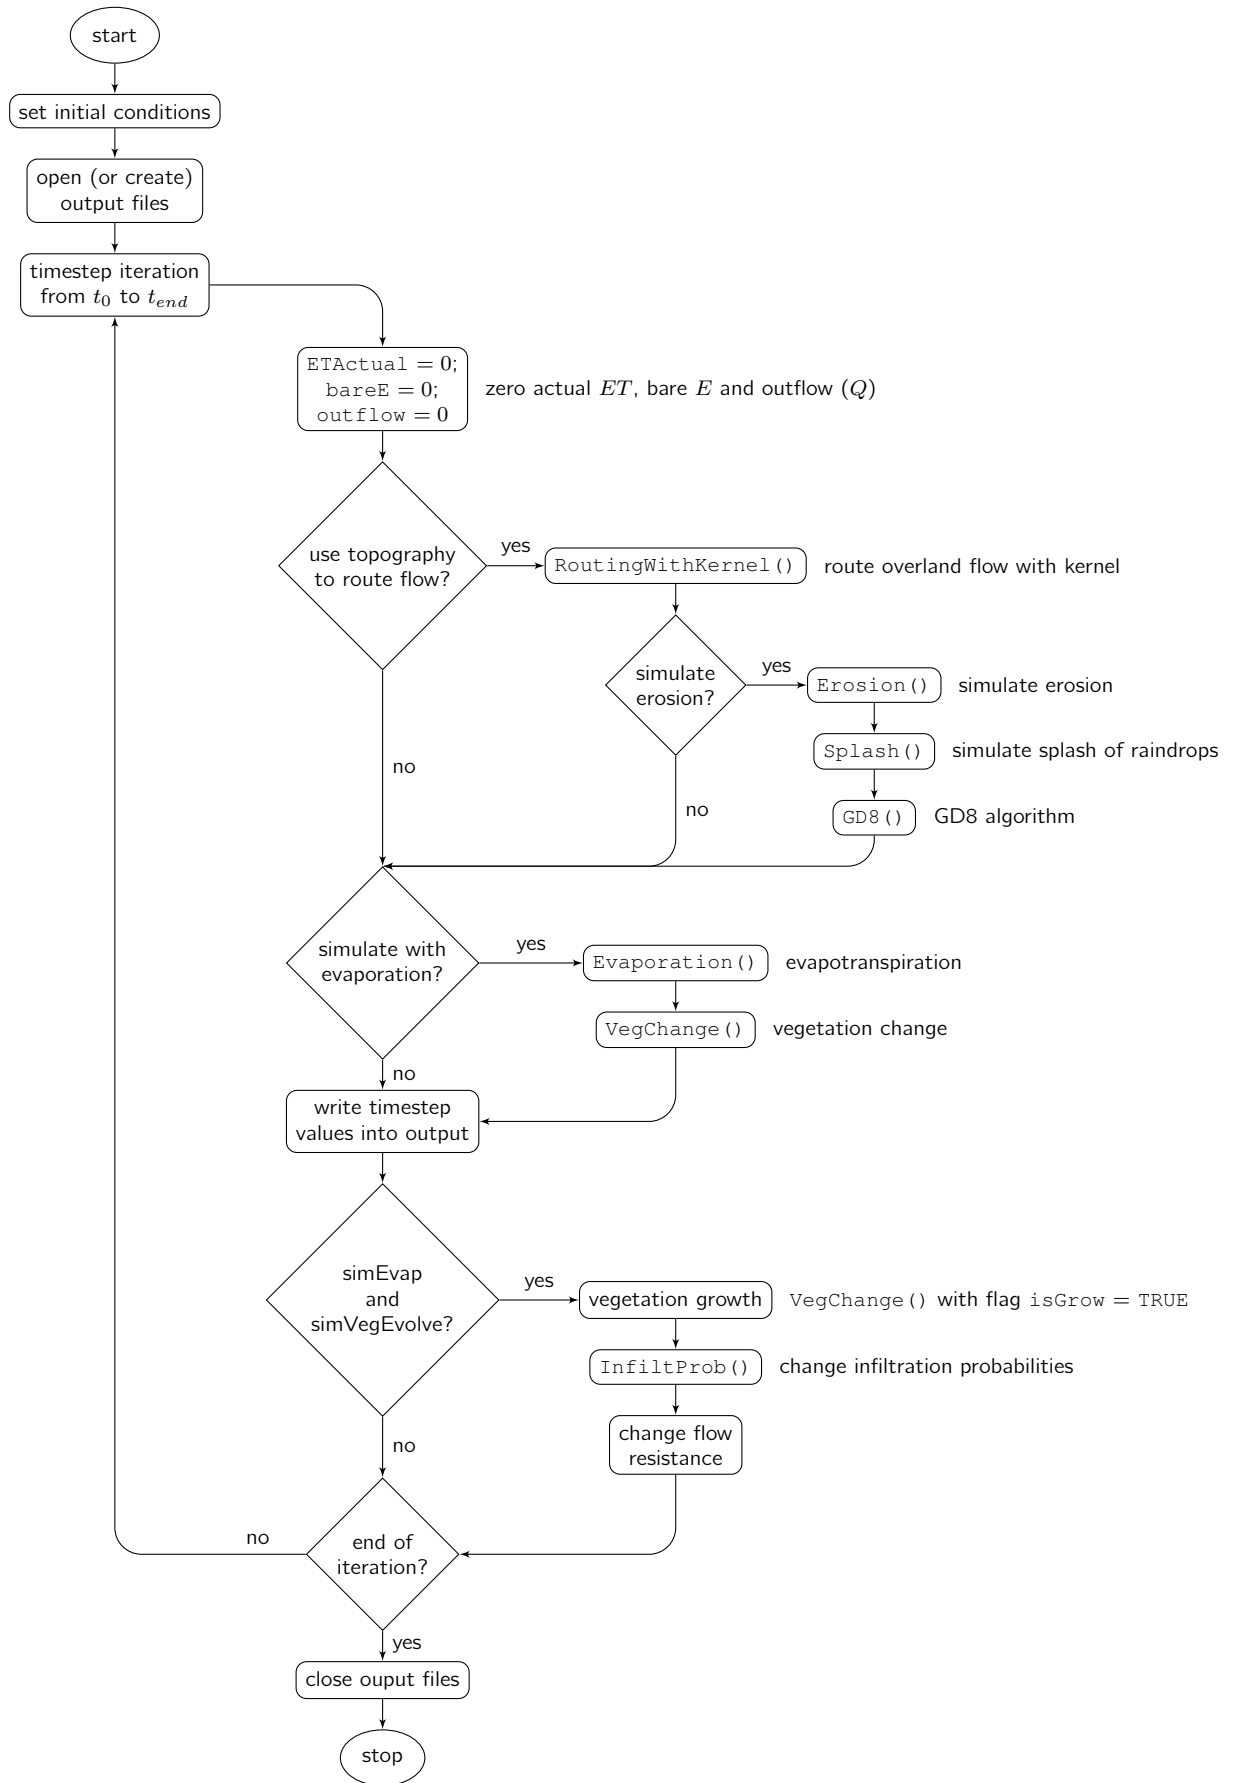 start
set initial conditions
open (or create)
output files
timestep iteration
from t0 to tend
ETActual = 0;
bareE = 0;
outflow = 0
zero actual ET, bare E and outflow (Q)
use topography
to route flow?
yes
RoutingWithKernel()
route overland flow with kernel
simulate
erosion?
yes
Erosion()
simulate erosion
Splash()
simulate splash of raindrops
no
no
GD8()
GD8 algorithm
simulate with
evaporation?
yes
Evaporation()
evapotranspiration
VegChange()
vegetation change
no
write timestep
values into output
simEvap
and
simVegEvolve?
yes
vegetation growth
VegChange() with flag isGrow = TRUE
InfiltProb()
change infiltration probabilities
change flow
resistance
no
end of
iteration?
no
yes
close ouput files
stop